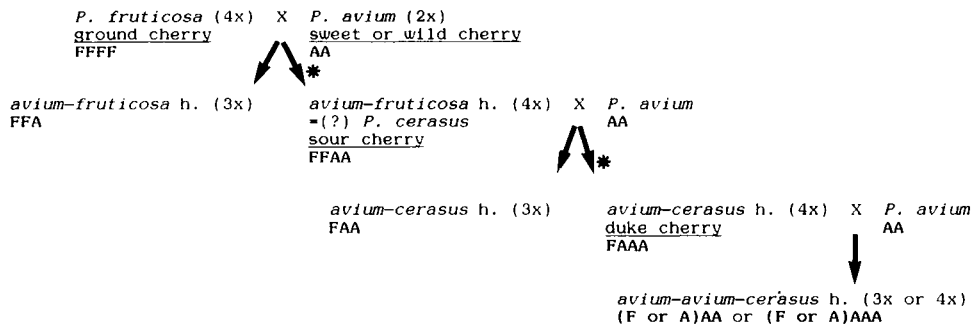 P. fruticosa (4x) X P. avium (2x)
ground cherry sweet or wild cherry
FFFF AA
*
avium-fruticosa h. (3x) avium-fruticosa h. (4x) X P. avium
FFA =(?) P. cerasus AA
sour cherry
FFAA
*
avium-cerasus h. (3x) avium-cerasus h. (4x) X P. avium
FAA duke cherry AA
FAAA
avium-avium-cerasus h. (3x or 4x)
(F or A)AA or (F or A)AAA